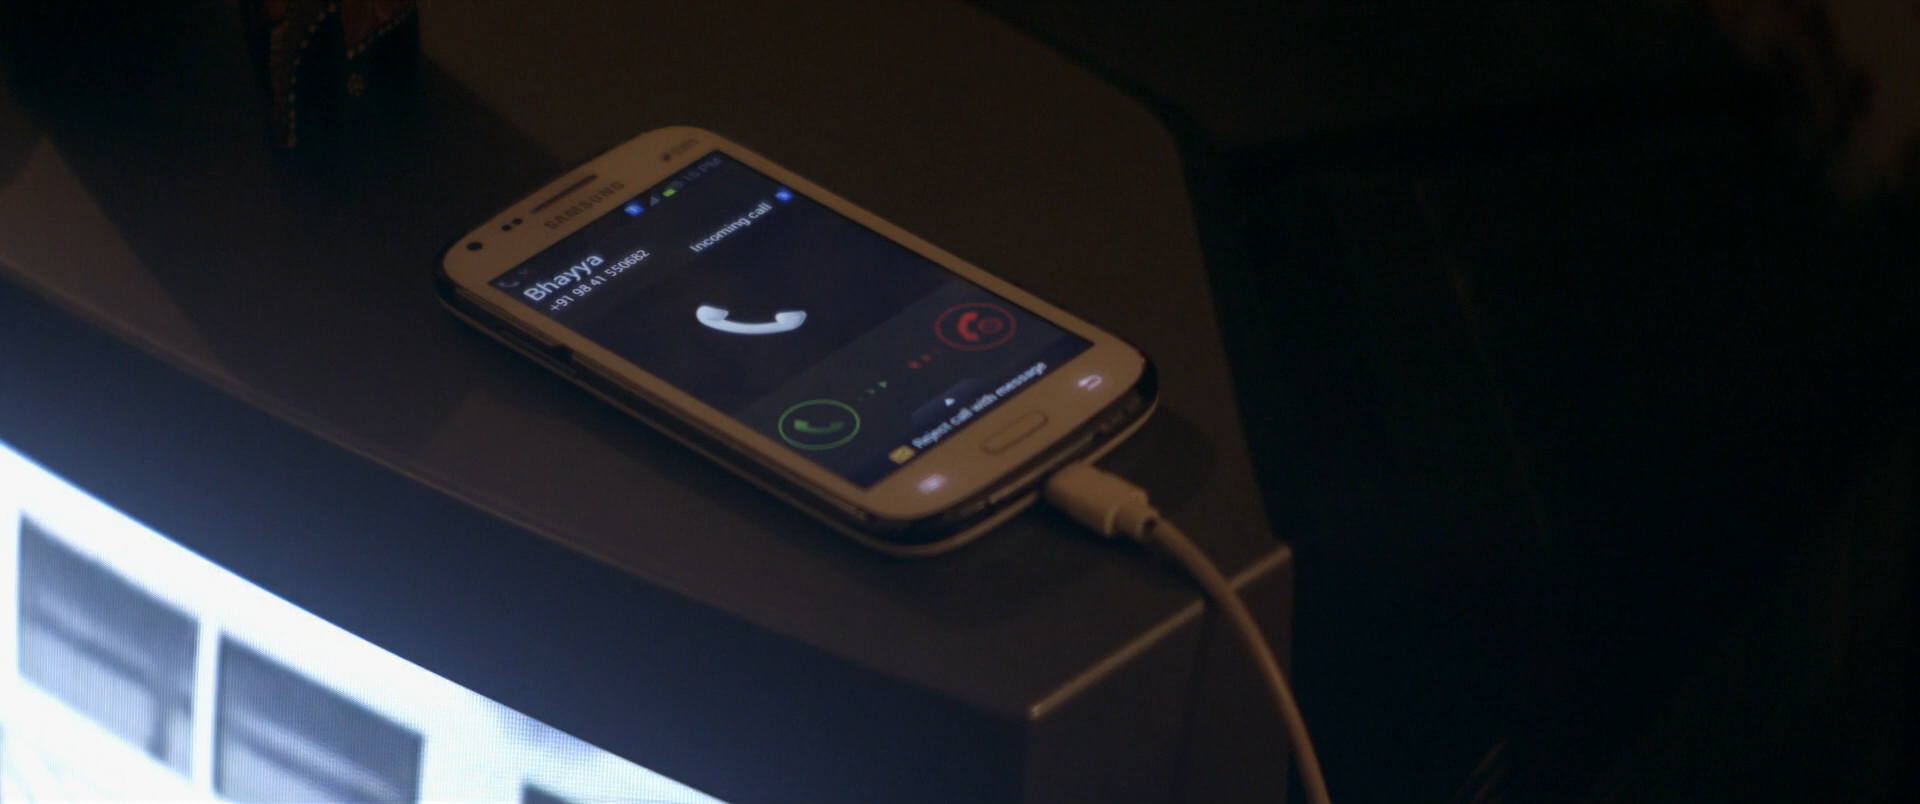 SAMSUNG
Incoming call
Bhayya
+91 98 41 550682
Reject call with message